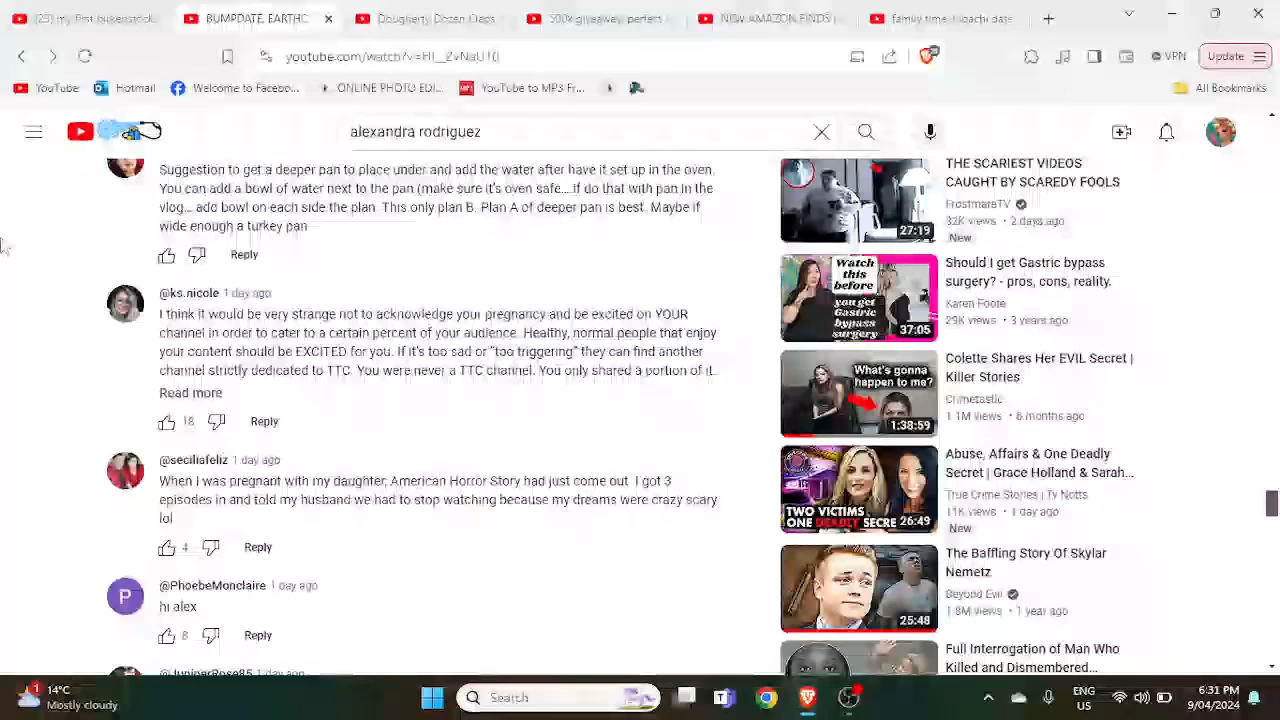 (23) my first bluestockin
BUMPDATE, EARTHC
Dougherty Dozen Claps
500k giveaway, perfect
NEW AMAZON FINDS
family time, I coachi date
youtube.com/watch?v=
VPN
Update
YouTube
Hotmail
Welcome to Faceboo...
ONLINE PHOTO EDI...
YouTube to MP3 Fr...
All Bookmarks
alexandra rodriguez
Suggestion to get a deeper pan to place under and add the water after have it set up in the oven.
You can add a bowl of water next to the pan (make sure it's oven safe....if do that with pan in the
vlog... add bowl on each side the plan. This only plan B. Plan A of deeper pan is best. Maybe if
wide enough a turkey pan
Reply
@ks.nicole 1 day ago
I think it would be very strange not to acknowledge your pregnancy and be excited on YOUR
channel in order to cater to a certain percent of your audience. Healthy, normal people that enjoy
your content should be EXCITED for you. If it's too sad or "too triggering" they can find another
channel strictly dedicated to TTC. You were never a TTC channel. You only shared a portion of it...
Read more
18 Reply
@seciliafeliz 1 day ago
When I was pregnant with my daughter, American Horror Story had just come out. I got 3
episodes in and told my husband we had to stop watching because my dreams were crazy scary
lol
4 Reply
@PhoebeMonclaire 1 day ago
P
hi alex
8 Reply
@JuniperRose85 1 day ago
27:19
THE SCARIEST VIDEOS
CAUGHT BY SCAREDY FOOLS
FrostmareTV
32K views • 2 days ago
New
Watch
this
before
you get
Gastric
bypass
surgery
37:05
Should I get Gastric bypass
surgery? - pros, cons, reality.
Karen Foote
29K views • 3 years ago
What's gonna
happen to me?
1:38:59
Colette Shares Her EVIL Secret |
Killer Stories
Crimetastic
1.1M views • 6 months ago
TWO VICTIMS
ONE DEADLY SECRE
26:49
Abuse, Affairs & One Deadly
Secret | Grace Holland & Sarah...
True Crime Stories | Tv Notts
11K views • 1 day ago
New
25:48
The Baffling Story Of Skylar
Nemetz
Beyond Evil
1.8M views • 1 year ago
Full Interrogation of Man Who
Killed and Dismembered...
1
14°C
Mostly cloudy
Search
ENG
US
8:31 PM